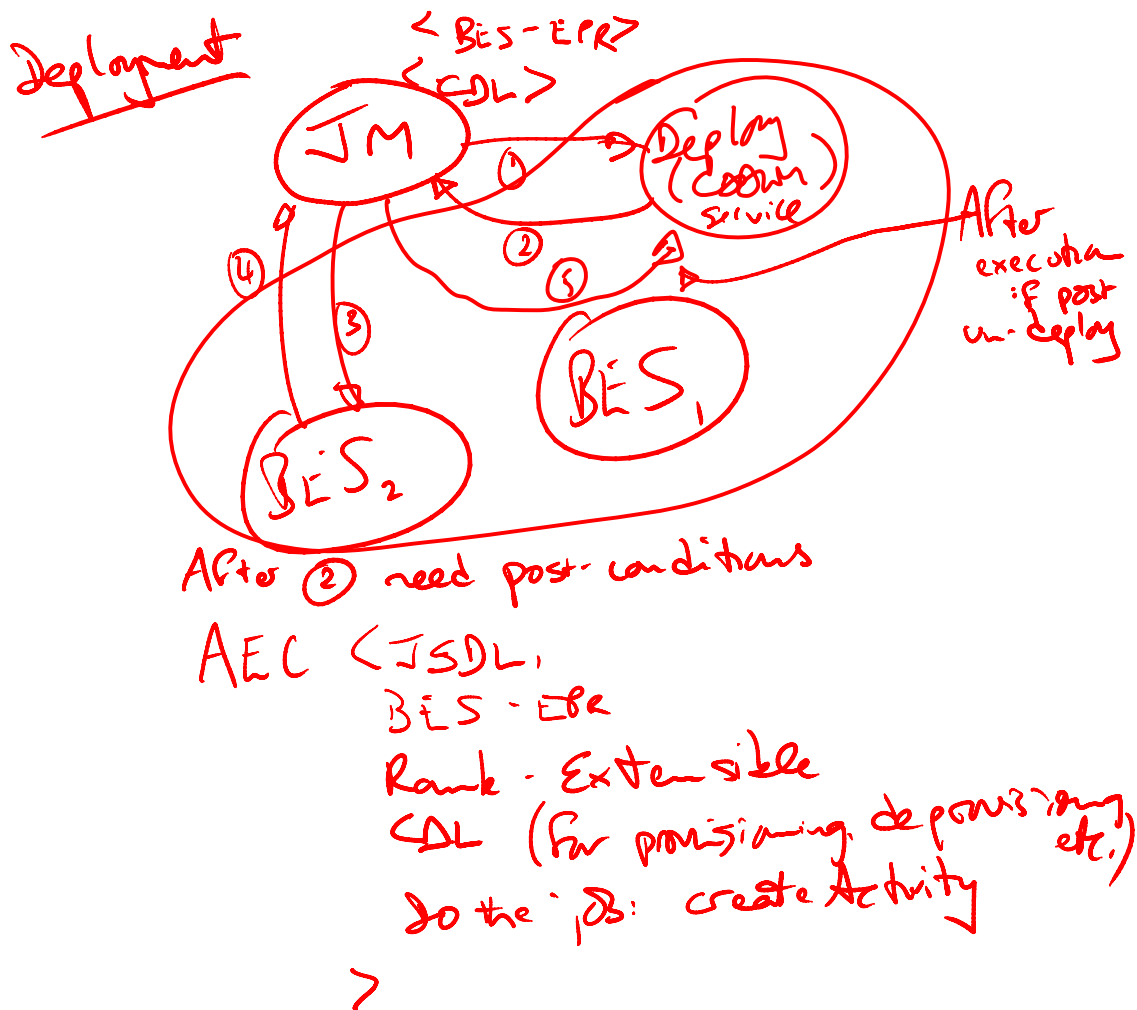 Deployment
<BES-EPR>
<CDL>
JM
Deploy
(CDDLM)
service
1
2
3
4
5
After
execution
if post
un-deploy
BES1
BES2
After 2 need post-conditions
AEC <JSDL,
BES-EPR
Rank - Extensible
CDL (for provisioning, deprovisioning, etc.)
Do the job: createActivity
>